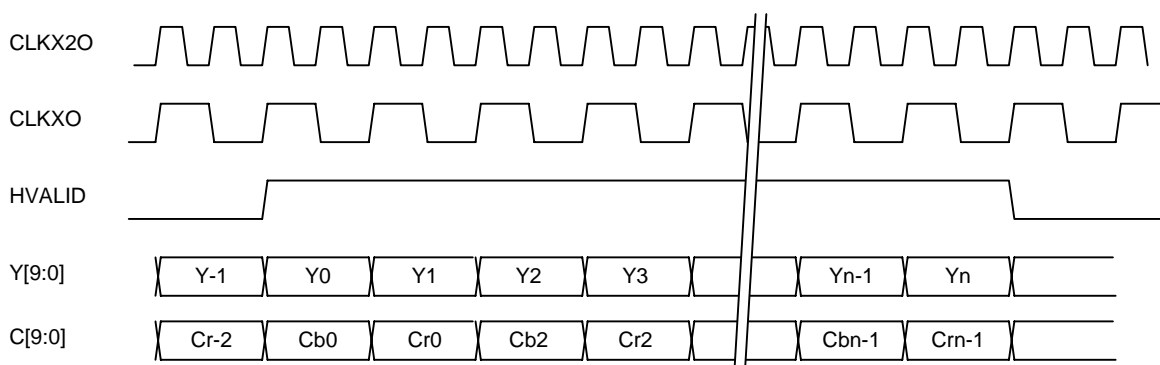 CLKX2O
CLKXO
HVALID
Y[9:0] Y-1 Y0 Y1 Y2 Y3 Yn-1 Yn
C[9:0] Cr-2 Cb0 Cr0 Cb2 Cr2 Cbn-1 Crn-1